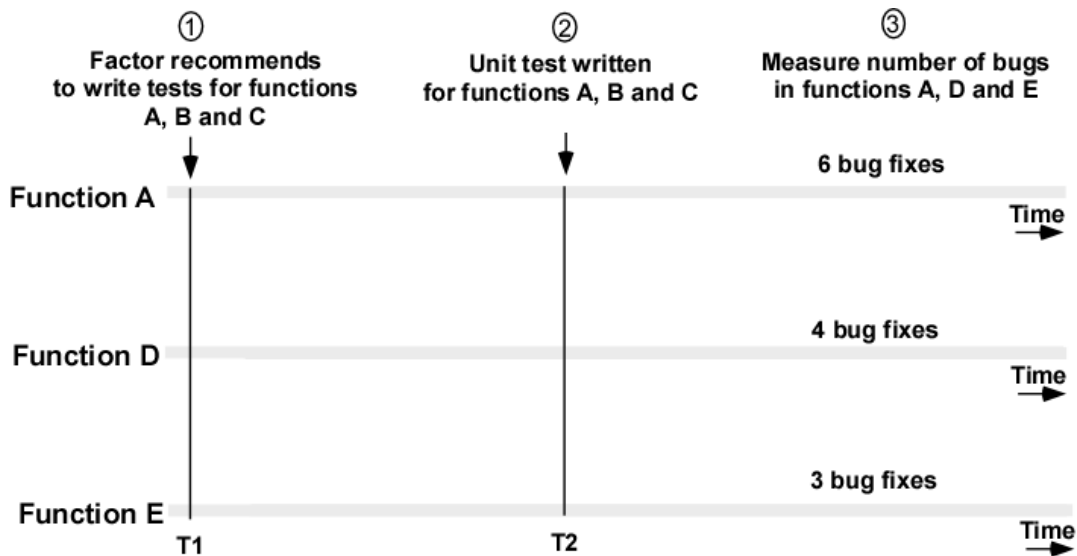 1
Factor recommends
to write tests for functions
A, B and C
2
Unit test written
for functions A, B and C
3
Measure number of bugs
in functions A, D and E
6 bug fixes
Function A
Time
4 bug fixes
Function D
Time
3 bug fixes
Function E
Time
T1
T2